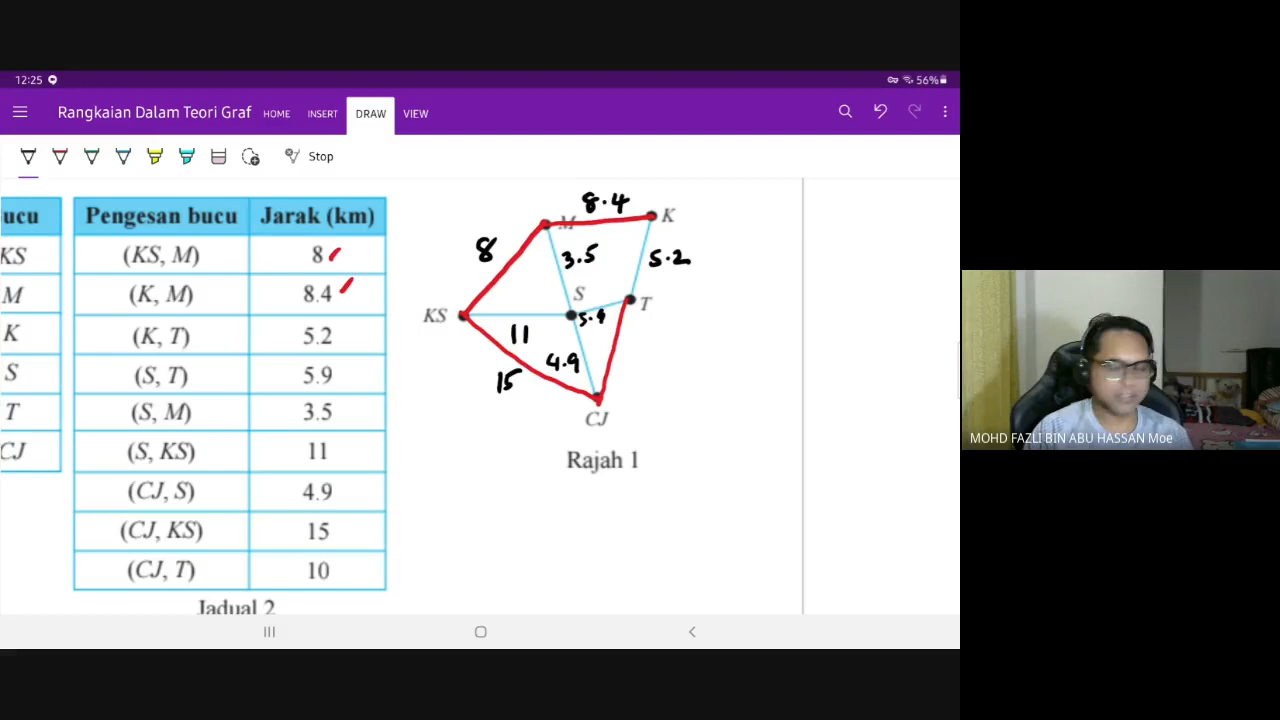 12:25
56%
Rangkaian Dalam Teori Graf HOME INSERT DRAW VIEW
Stop
ucu
KS
M
K
S
T
CJ
Pengesan bucu Jarak (km)
(KS, M) 8
(K, M) 8.4
(K, T) 5.2
(S, T) 5.9
(S, M) 3.5
(S, KS) 11
(CJ, S) 4.9
(CJ, KS) 15
(CJ, T) 10
Jadual 2
8.4
M K
8 3.5 5.2
S T
KS
11
4.9
15
CJ
Rajah 1
MOHD FAZLI BIN ABU HASSAN Moe